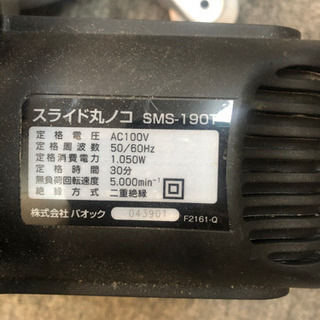 スライド丸ノコ SMS-190T
定格電圧 AC100V
定格周波数 50/60Hz
定格消費電力 1,050W
定格時間 30分
無負荷回転速度 5,000min⁻¹
絶縁方式 二重絶縁
株式会社 パオック 043901 F2161-Q